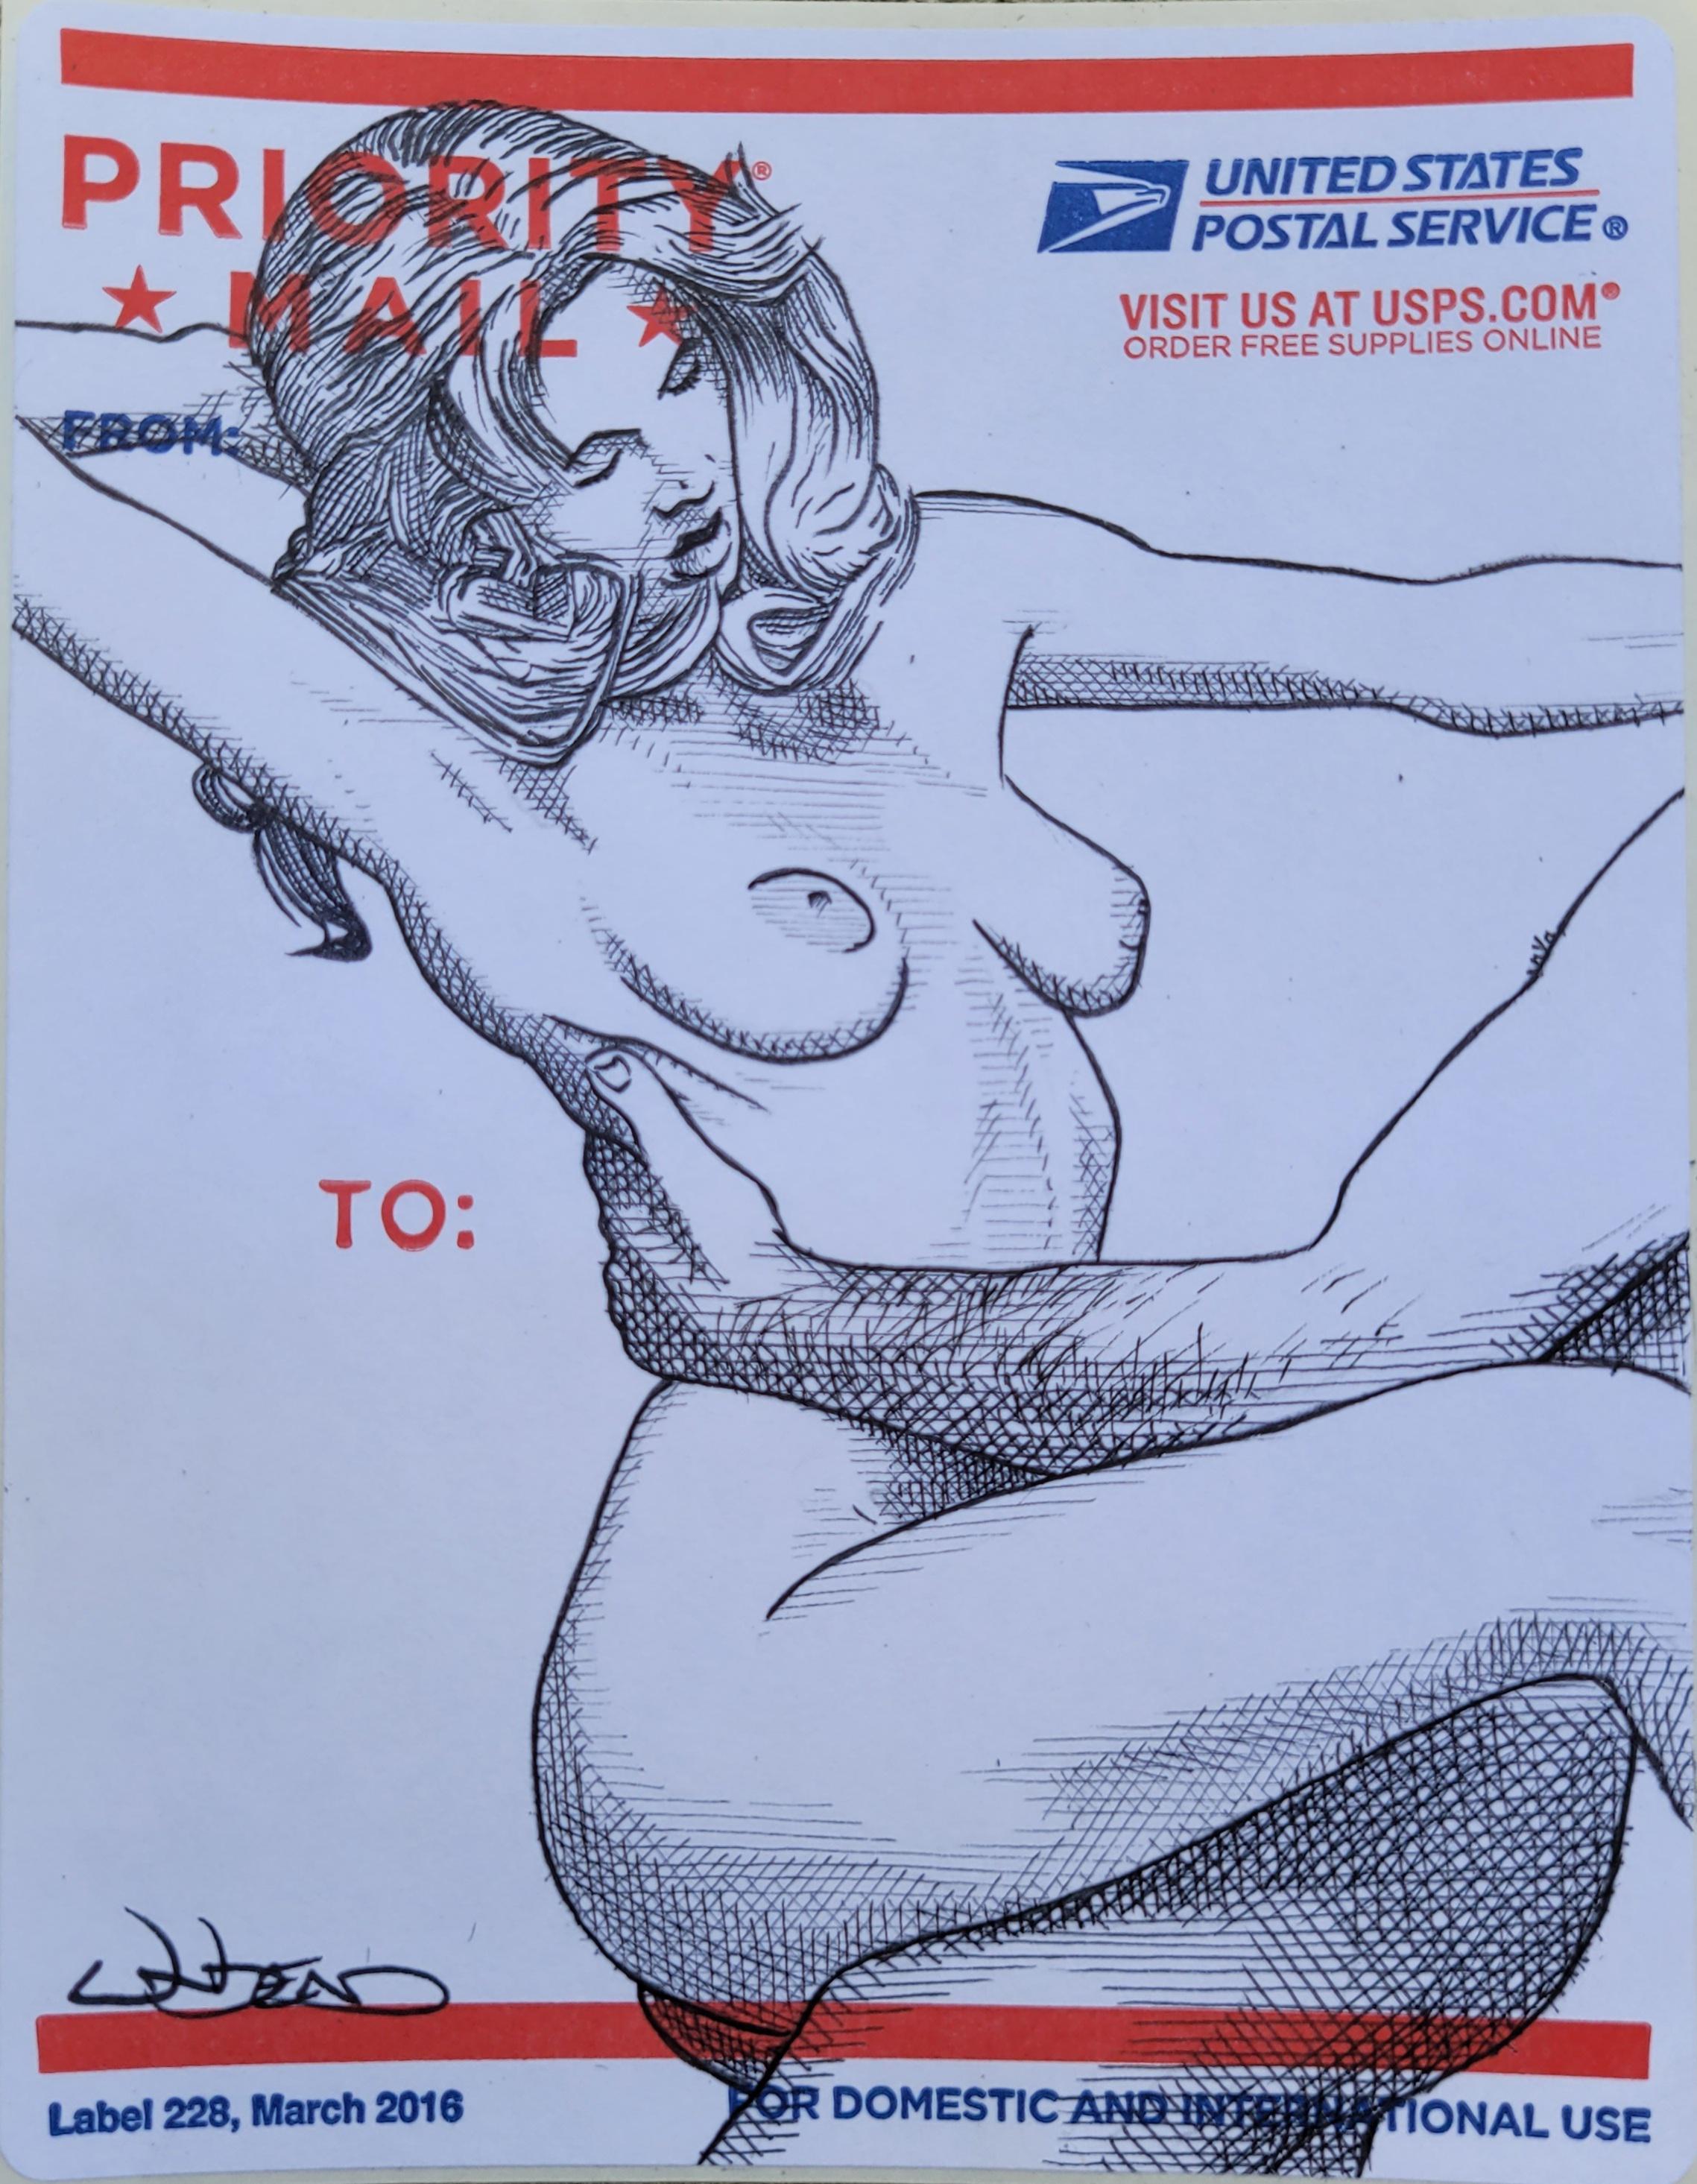 PRIORITY®
★ MAIL ★
UNITED STATES
POSTAL SERVICE®
VISIT US AT USPS.COM®
ORDER FREE SUPPLIES ONLINE
FROM:
TO:
Label 228, March 2016
FOR DOMESTIC AND INTERNATIONAL USE